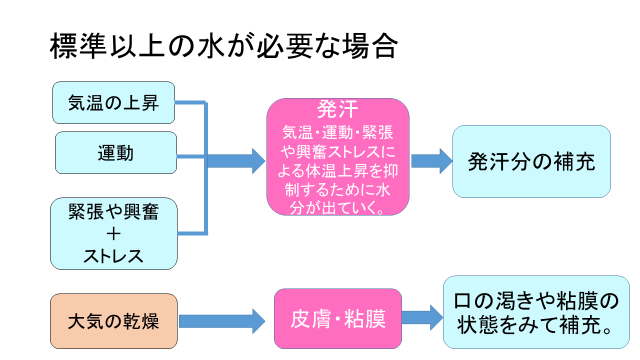 標準以上の水が必要な場合
気温の上昇
運動
緊張や興奮
＋
ストレス
発汗
気温・運動・緊張
や興奮ストレスに
よる体温上昇を抑
制するために水
分が出ていく。
発汗分の補充
大気の乾燥
皮膚・粘膜
口の渇きや粘膜の
状態をみて補充。